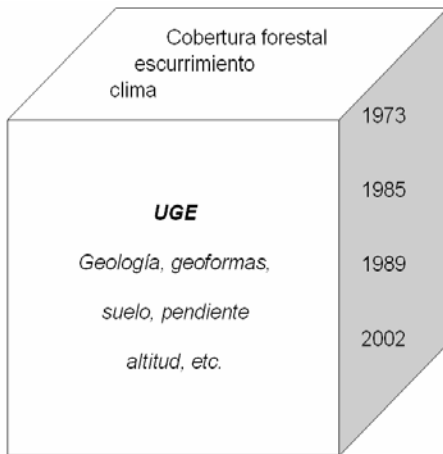 Cobertura forestal
escurrimiento
clima
1973
1985
1989
2002
UGE
Geología, geoformas,
suelo, pendiente
altitud, etc.